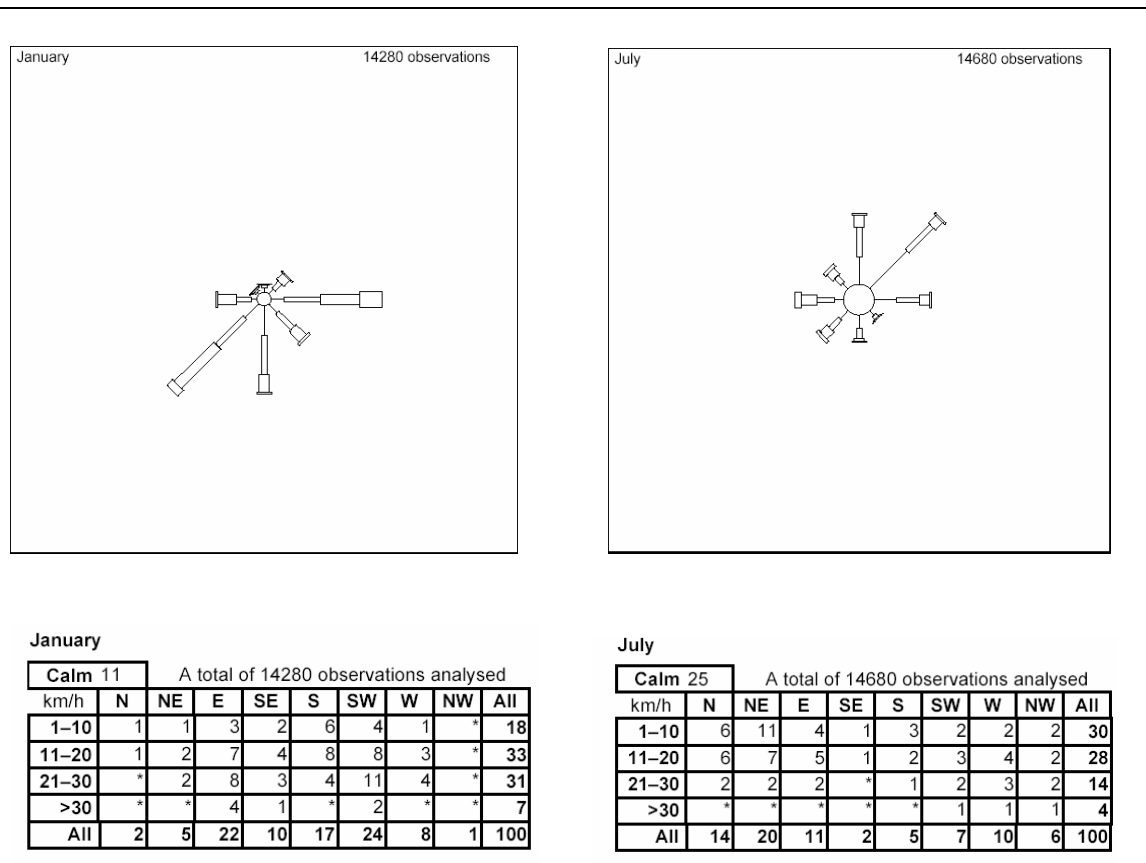 January 14280 observations
July 14680 observations
January
Calm 11 A total of 14280 observations analysed
km/h N NE E SE S SW W NW All
1–10 1 1 3 2 6 4 1 * 18
11–20 1 2 7 4 8 8 3 * 33
21–30 * 2 8 3 4 11 4 * 31
>30 * * 4 1 * 2 * * 7
All 2 5 22 10 17 24 8 1 100
July
Calm 25 A total of 14680 observations analysed
km/h N NE E SE S SW W NW All
1–10 6 11 4 1 3 2 2 2 30
11–20 6 7 5 1 2 3 4 2 28
21–30 2 2 2 * 1 2 3 2 14
>30 * * * * * 1 1 1 4
All 14 20 11 2 5 7 10 6 100